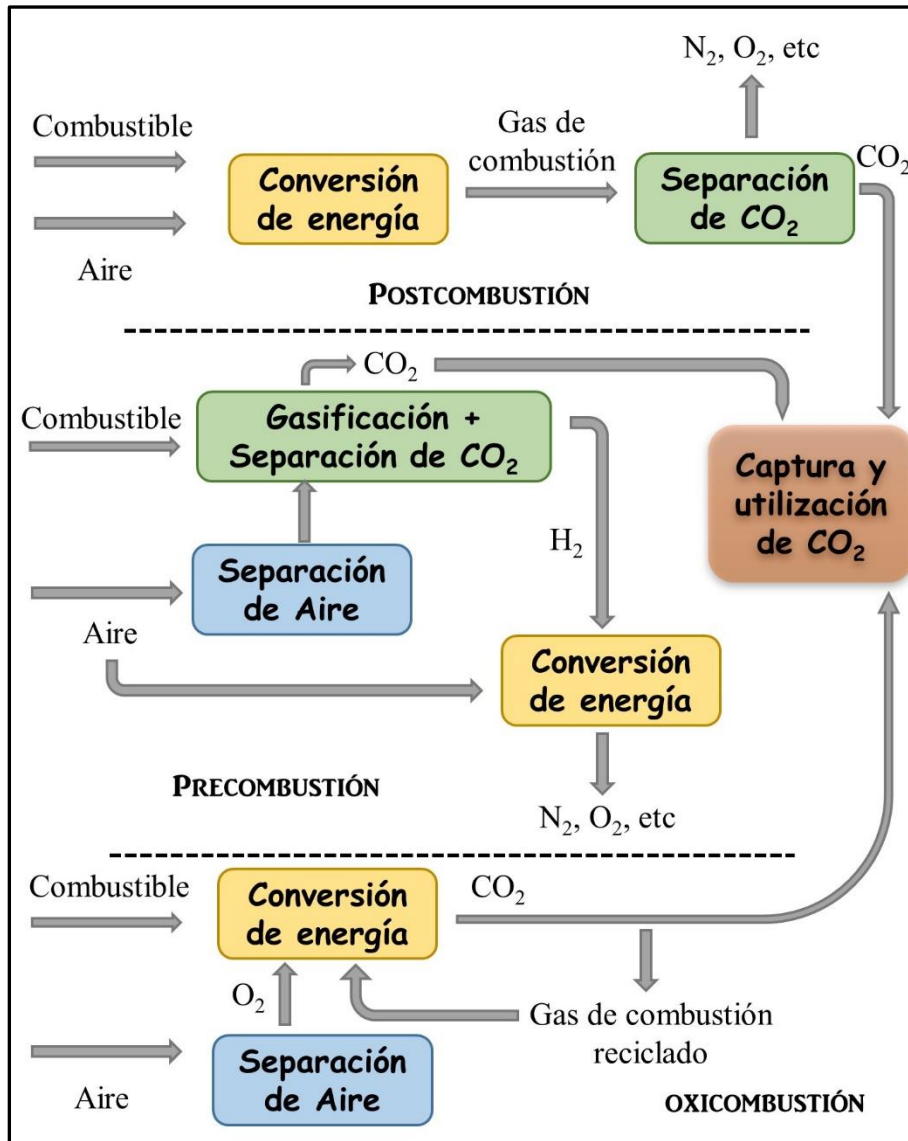 N₂, O₂, etc
Combustible
Gas de
combustión
CO₂
Conversión
de energía
Separación
de CO₂
Aire
POSTCOMBUSTIÓN
CO₂
Combustible
Gasificación +
Separación de CO₂
Captura y
utilización
de CO₂
H₂
Separación
de Aire
Aire
Conversión
de energía
PRECOMBUSTIÓN
N₂, O₂, etc
Combustible
Conversión
de energía
CO₂
O₂
Gas de combustión
reciclado
Separación
de Aire
Aire
OXICOMBUSTIÓN